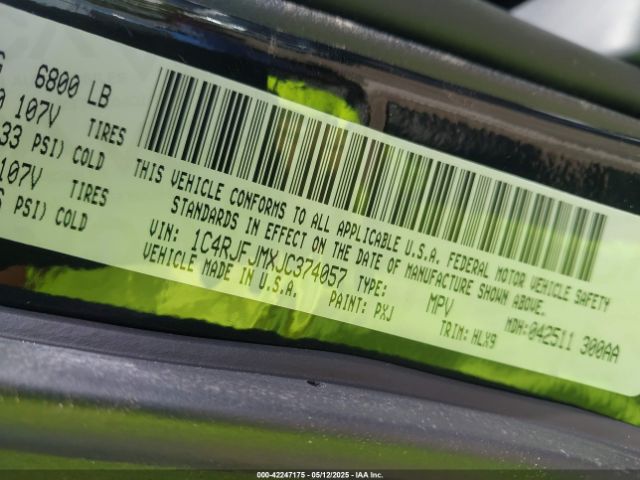 6800 LB
107V TIRES
33 PSI) COLD
107V TIRES
PSI) COLD
THIS VEHICLE CONFORMS TO ALL APPLICABLE U.S.A. FEDERAL MOTOR VEHICLE SAFETY
STANDARDS IN EFFECT ON THE DATE OF MANUFACTURE SHOWN ABOVE.
VIN: 1C4RJFJMXJC374057 TYPE: MPV MDH:042511 300AA
VEHICLE MADE IN U.S.A. PAINT: PXJ TRIM: HLX9
000-42247175 - 05/12/2025 - IAA Inc.